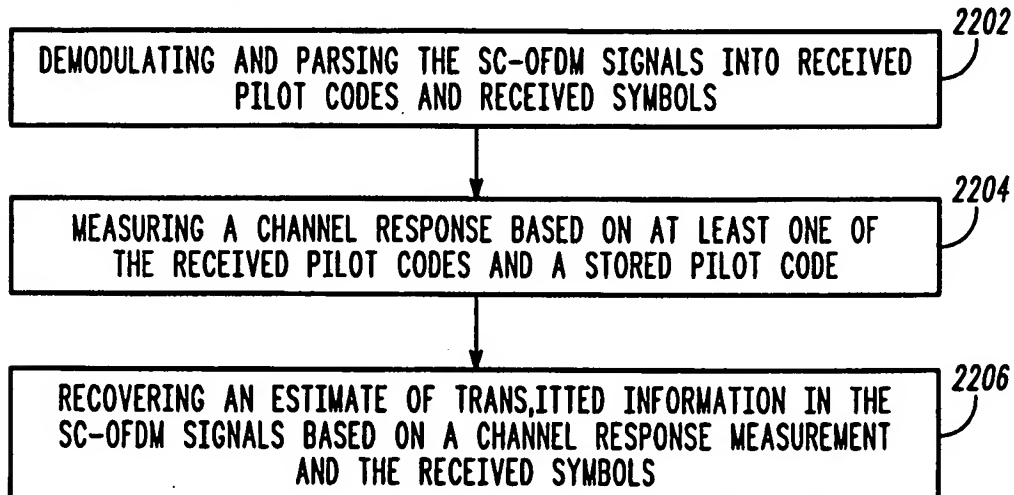 2202
DEMODULATING AND PARSING THE SC-OFDM SIGNALS INTO RECEIVED
PILOT CODES AND RECEIVED SYMBOLS
2204
MEASURING A CHANNEL RESPONSE BASED ON AT LEAST ONE OF
THE RECEIVED PILOT CODES AND A STORED PILOT CODE
2206
RECOVERING AN ESTIMATE OF TRANS,ITTED INFORMATION IN THE
SC-OFDM SIGNALS BASED ON A CHANNEL RESPONSE MEASUREMENT
AND THE RECEIVED SYMBOLS